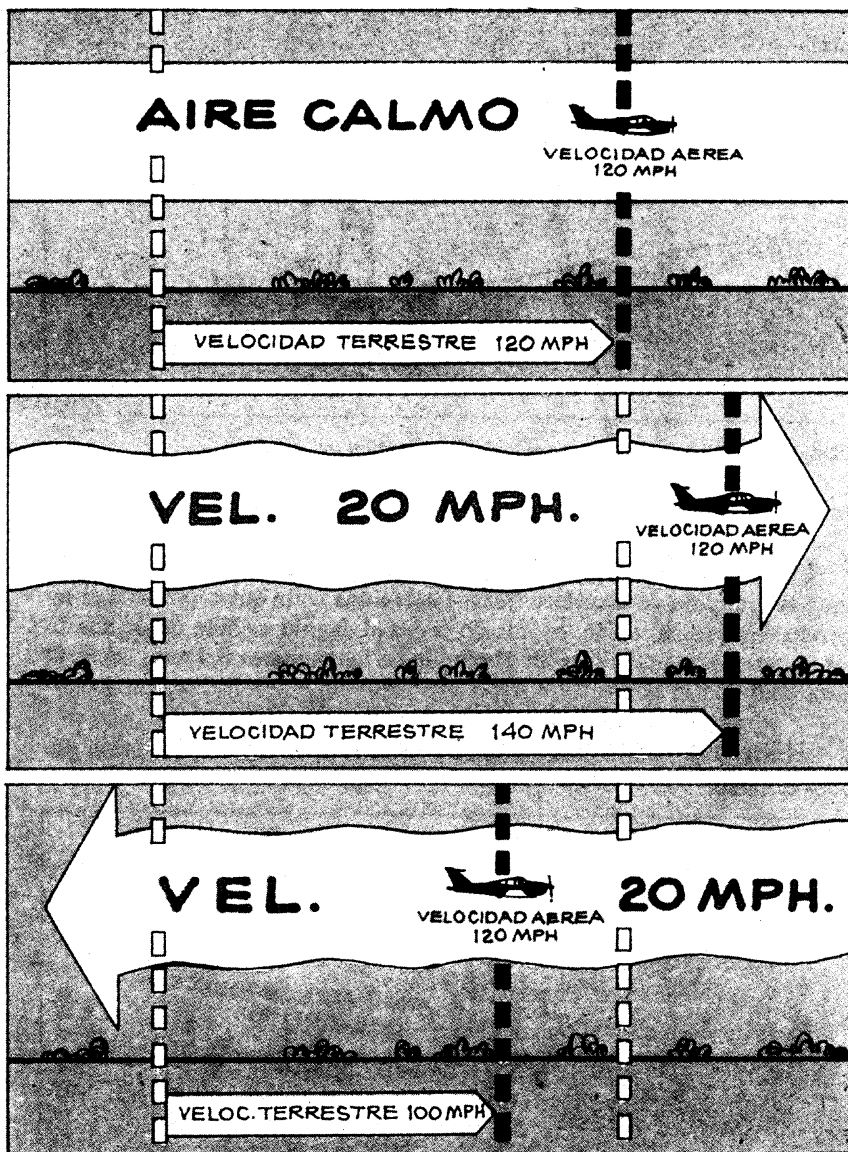 AIRE CALMO
VELOCIDAD AEREA
120 MPH
VELOCIDAD TERRESTRE 120 MPH
VEL. 20 MPH.
VELOCIDAD AEREA
120 MPH
VELOCIDAD TERRESTRE 140 MPH
VEL. 20 MPH.
VELOCIDAD AEREA
120 MPH
VELOC. TERRESTRE 100 MPH